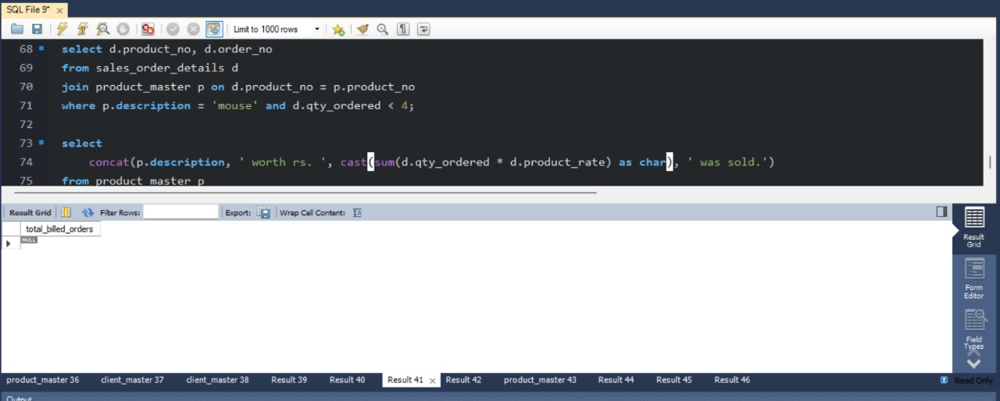 SQL File 9*
Limit to 1000 rows
68 select d.product_no, d.order_no
69 from sales_order_details d
70 join product_master p on d.product_no = p.product_no
71 where p.description = 'mouse' and d.qty_ordered < 4;
72
73 select
74 concat(p.description, ' worth rs. ', cast(sum(d.qty_ordered * d.product_rate) as char), ' was sold.')
75 from product_master p
Result Grid Filter Rows: Export: Wrap Cell Content:
total_billed_orders
NULL
Result
Grid
Form
Editor
Field
Types
product_master 36 client_master 37 client_master 38 Result 39 Result 40 Result 41 Result 42 product_master 43 Result 44 Result 45 Result 46 Read Only
Output